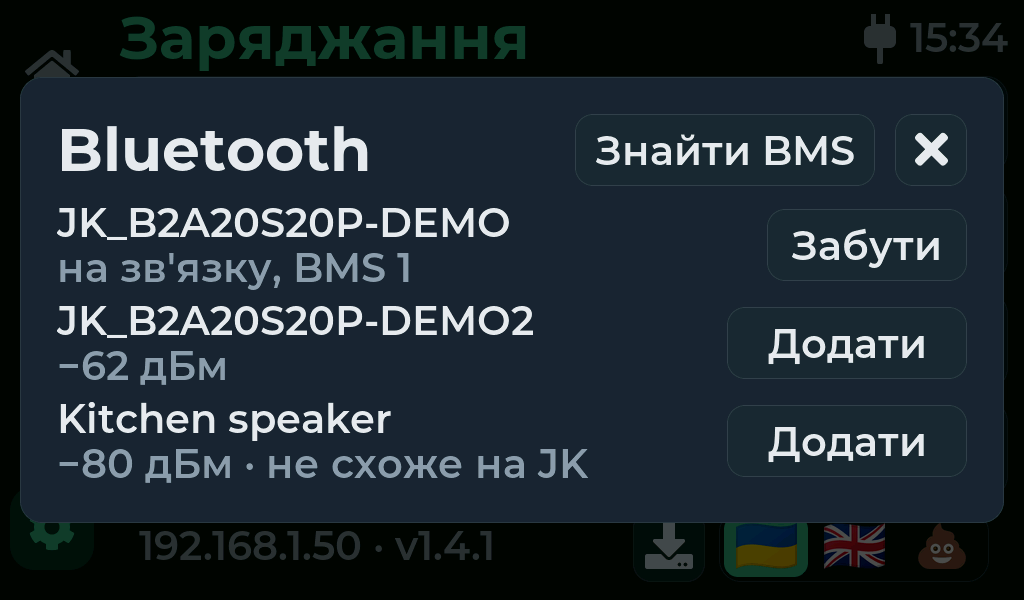 Заряджання
15:34
Bluetooth
Знайти BMS
JK_B2A20S20P-DEMO
на зв'язку, BMS 1
Забути
JK_B2A20S20P-DEMO2
−62 дБм
Додати
Kitchen speaker
−80 дБм · не схоже на JK
Додати
192.168.1.50 · v1.4.1